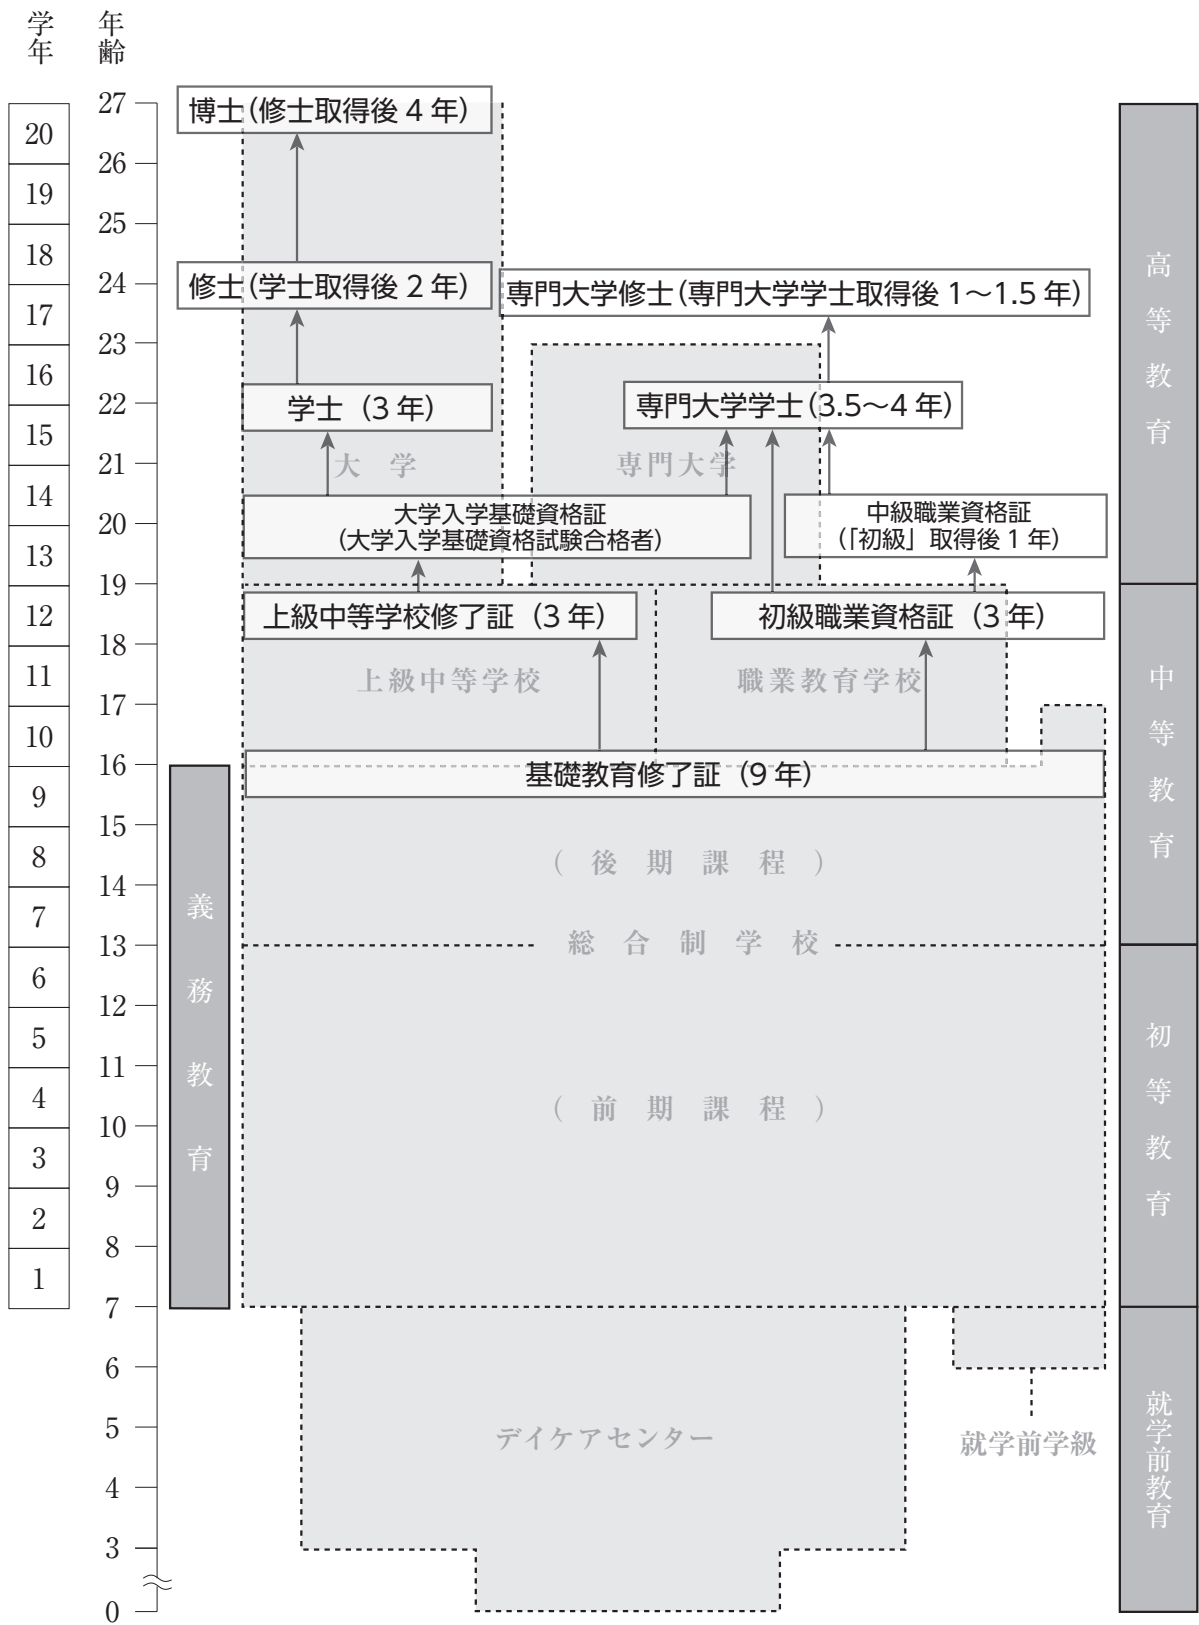 学年
年齢
27
26
25
24
23
22
21
20
19
18
17
16
15
14
13
12
11
10
9
8
7
6
5
4
3
0
20
19
18
17
16
15
14
13
12
11
10
9
8
7
6
5
4
3
2
1
博士(修士取得後 4 年)
修士(学士取得後 2 年)
専門大学修士(専門大学学士取得後 1～1.5 年)
学士（3 年）
専門大学学士(3.5～4 年)
大学
専門大学
大学入学基礎資格証
(大学入学基礎資格試験合格者)
中級職業資格証
(「初級」取得後 1 年)
上級中等学校修了証（3 年）
初級職業資格証（3 年）
上級中等学校
職業教育学校
基礎教育修了証（9 年）
（後期課程）
総合制学校
（前期課程）
デイケアセンター
就学前学級
義務教育
高等教育
中等教育
初等教育
就学前教育